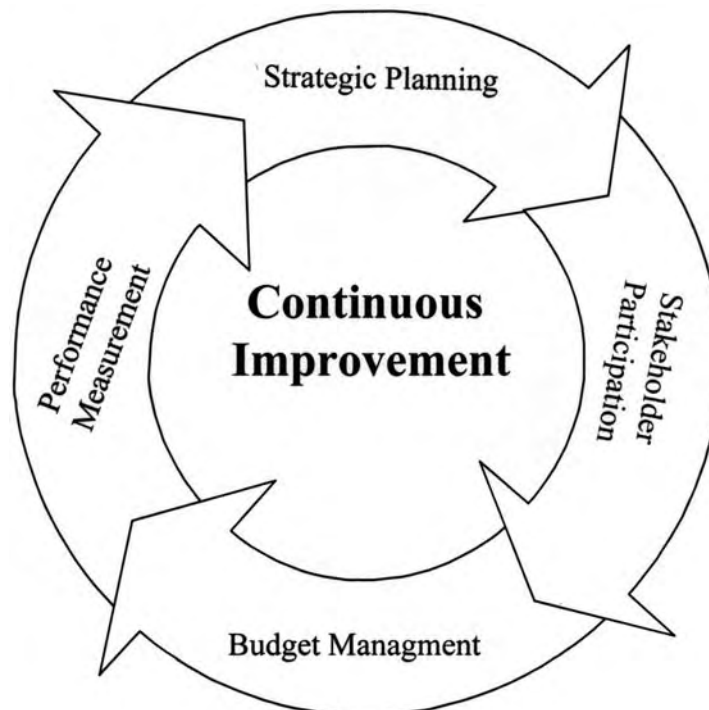 Strategic Planning
Stakeholder
Participation
Budget Managment
Performance
Measurement
Continuous
Improvement